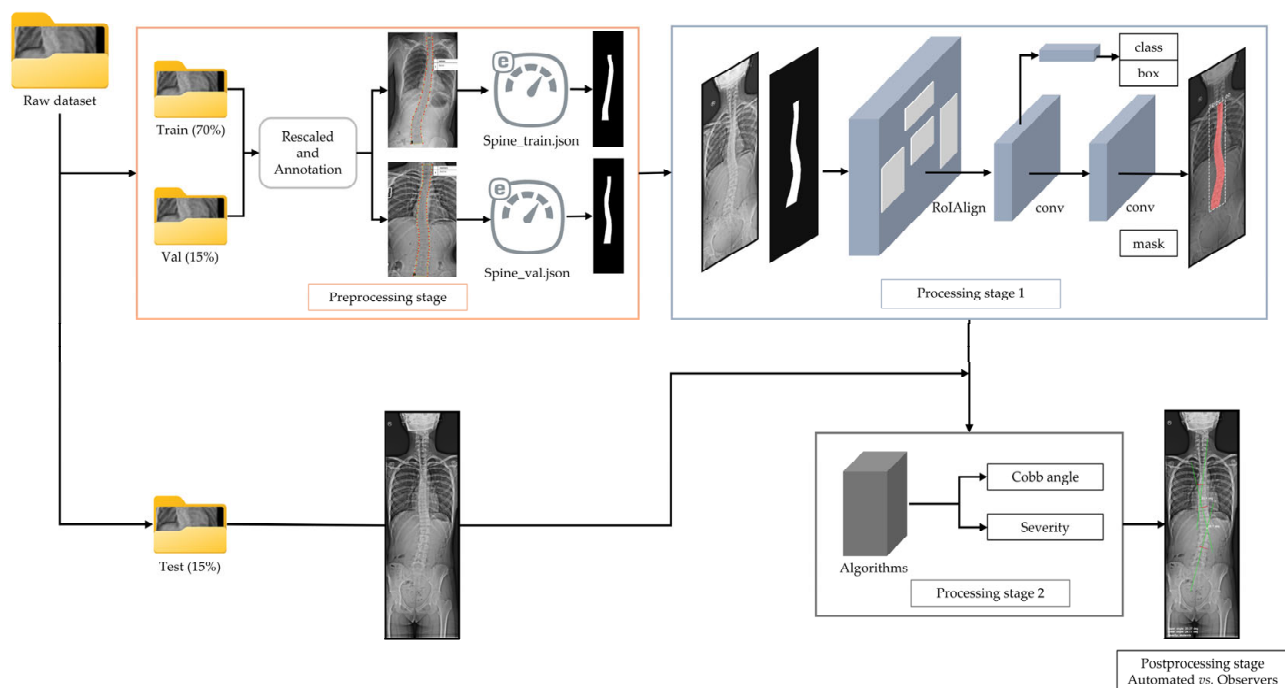 Raw dataset
Train (70%)
Val (15%)
Rescaled
and
Annotation
e
Spine_train.json
e
Spine_val.json
Preprocessing stage
RoIAlign
conv
conv
class
box
mask
Processing stage 1
Test (15%)
Algorithms
Cobb angle
Severity
Processing stage 2
Postprocessing stage
Automated vs. Observers